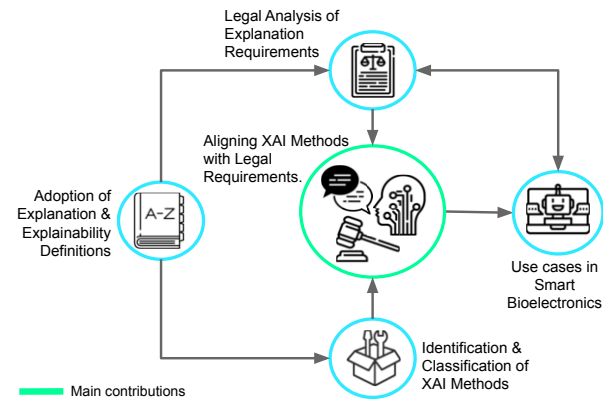 Legal Analysis of
Explanation
Requirements
Aligning XAI Methods
with Legal
Requirements.
Adoption of
Explanation &
Explainability
Definitions
A-Z
Use cases in
Smart
Bioelectronics
Identification &
Classification of
XAI Methods
Main contributions